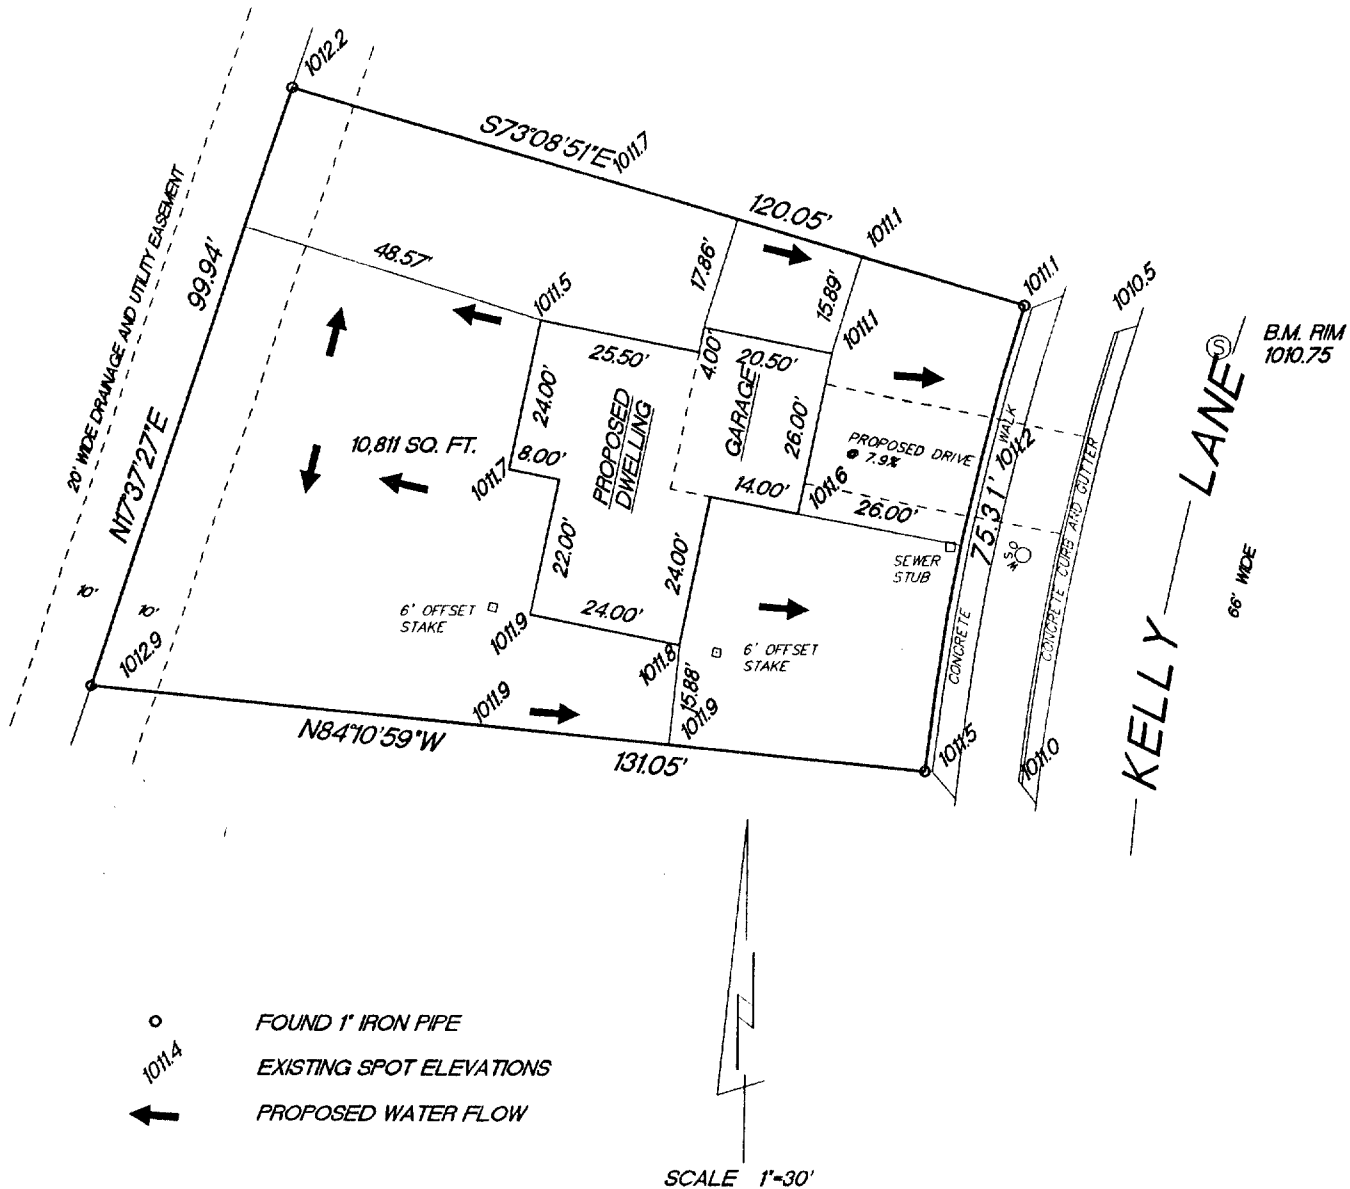 1012.2
S73°08'51"E
1011.7
120.05'
1011.1
1011.1
1010.5
B.M. RIM
1010.75
S
20' WIDE DRAINAGE AND UTILITY EASEMENT
99.94'
N17°37'27"E
48.57'
1011.5
17.86'
15.89'
1011.1
25.50'
4.00'
20.50'
24.00'
PROPOSED
DWELLING
GARAGE
26.00'
10,811 SQ. FT.
8.00'
1011.7
PROPOSED DRIVE
@ 7.9%
14.00'
1011.6
26.00'
WALK
1011.2
75.31'
CONCRETE CURB AND GUTTER
KELLY LANE
66' WIDE
22.00'
24.00'
SEWER
STUB
M.S.O
10'
10'
6' OFFSET
STAKE
24.00'
1011.9
1011.8
6' OFFSET
STAKE
CONCRETE
1012.9
1011.9
15.88'
1011.9
N84°10'59"W
131.05'
1011.5
1011.0
FOUND 1" IRON PIPE
1011.4
EXISTING SPOT ELEVATIONS
PROPOSED WATER FLOW
N
SCALE 1"=30'